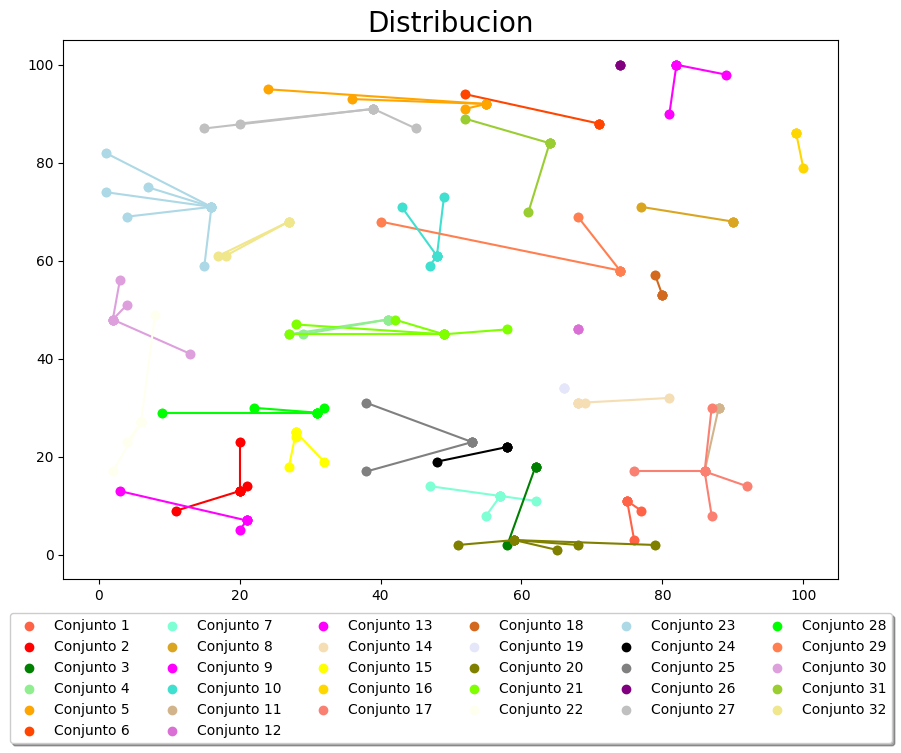 Distribucion
100
80
60
40
20
0
0 20 40 60 80 100
Conjunto 1 Conjunto 7 Conjunto 13 Conjunto 18 Conjunto 23 Conjunto 28
Conjunto 2 Conjunto 8 Conjunto 14 Conjunto 19 Conjunto 24 Conjunto 29
Conjunto 3 Conjunto 9 Conjunto 15 Conjunto 20 Conjunto 25 Conjunto 30
Conjunto 4 Conjunto 10 Conjunto 16 Conjunto 21 Conjunto 26 Conjunto 31
Conjunto 5 Conjunto 11 Conjunto 17 Conjunto 22 Conjunto 27 Conjunto 32
Conjunto 6 Conjunto 12